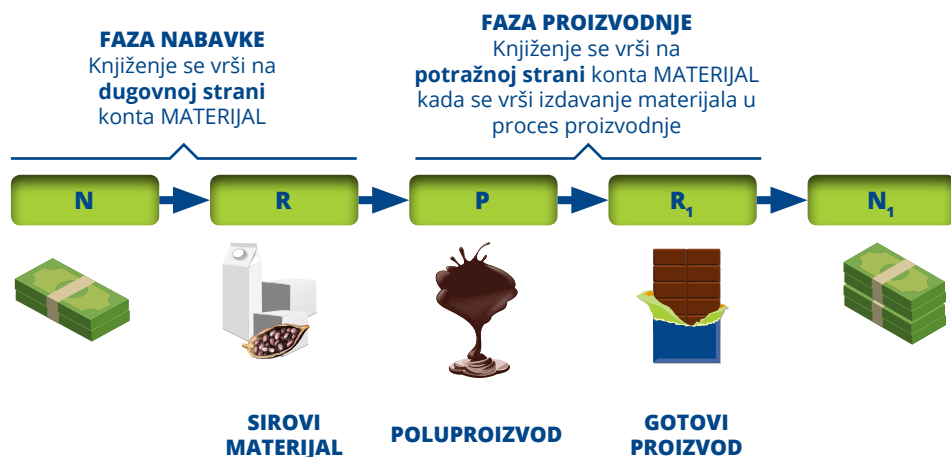 FAZA NABAVKE
Knjiženje se vrši na
dugovnoj strani
konta MATERIJAL
FAZA PROIZVODNJE
Knjiženje se vrši na
potražnoj strani konta MATERIJAL
kada se vrši izdavanje materijala u
proces proizvodnje
N
R
P
R₁
N₁
SIROVI
MATERIJAL
POLUPROIZVOD
GOTOVI
PROIZVOD